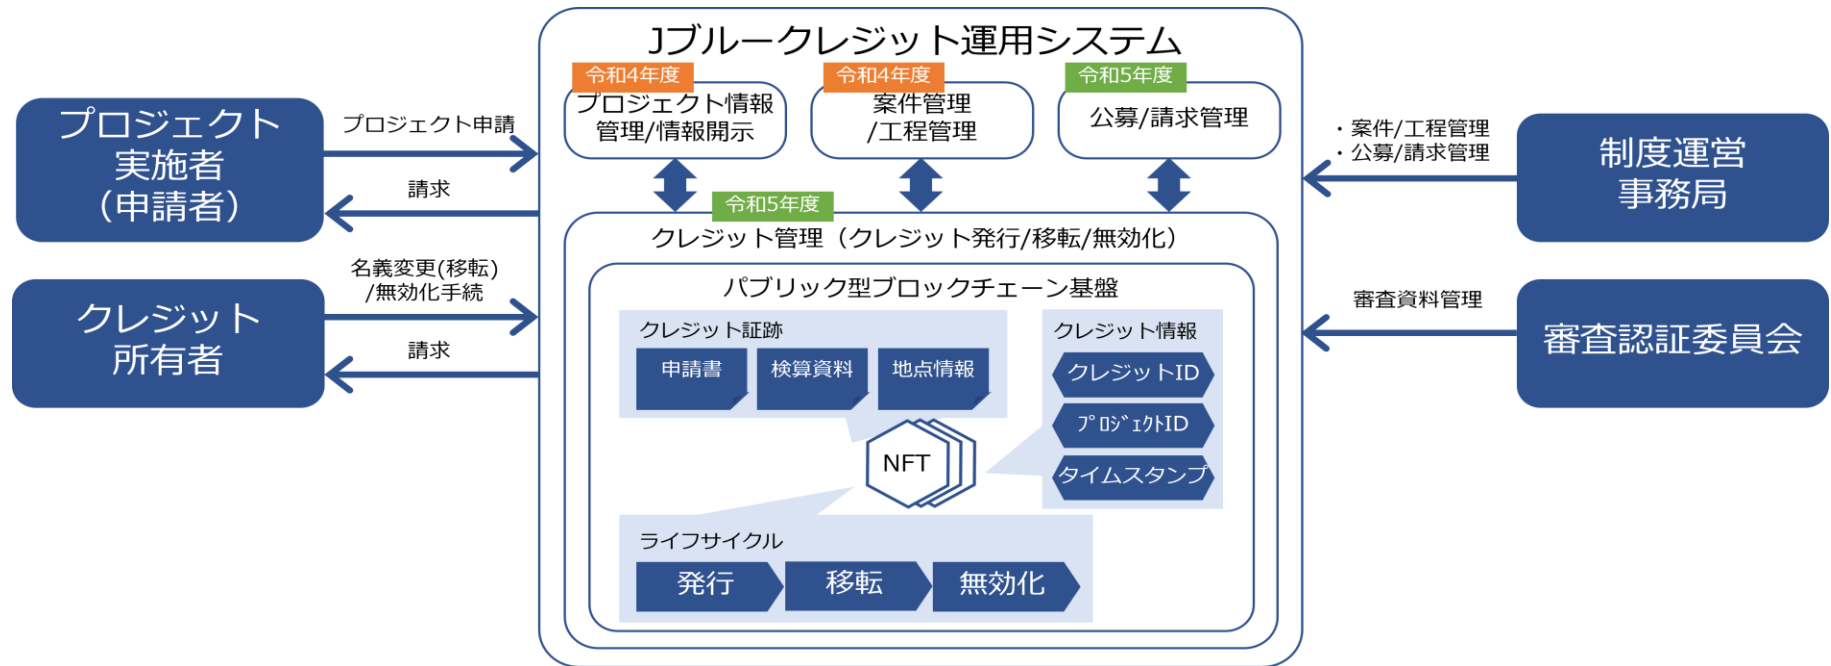 Jブルークレジット運用システム
令和4年度
プロジェクト情報
管理/情報開示
令和4年度
案件管理
/工程管理
令和5年度
公募/請求管理
プロジェクト
実施者
（申請者）
プロジェクト申請
請求
クレジット
所有者
名義変更(移転)
/無効化手続
請求
令和5年度
クレジット管理（クレジット発行/移転/無効化）
パブリック型ブロックチェーン基盤
クレジット証跡
申請書
検算資料
地点情報
クレジット情報
クレジットID
ﾌﾟﾛｼﾞｪｸﾄID
タイムスタンプ
NFT
ライフサイクル
発行
移転
無効化
・案件/工程管理
・公募/請求管理
制度運営
事務局
審査資料管理
審査認証委員会